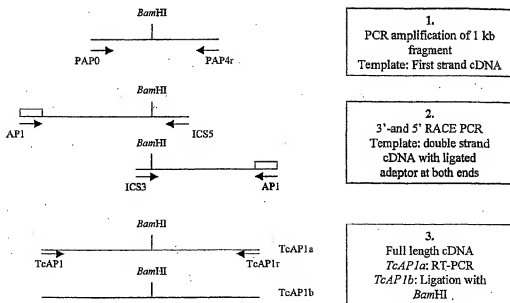 BamHI
PAP0
PAP4r
1.
PCR amplification of 1 kb
fragment
Template: First strand cDNA
BamHI
AP1
ICS5
ICS3
AP1
2.
3'-and 5' RACE PCR
Template: double strand
cDNA with ligated
adaptor at both ends
BamHI
TcAP1a
TcAP1
TcAP1r
TcAP1b
3.
Full length cDNA
TcAP1a: RT-PCR
TcAP1b: Ligation with
BamHI